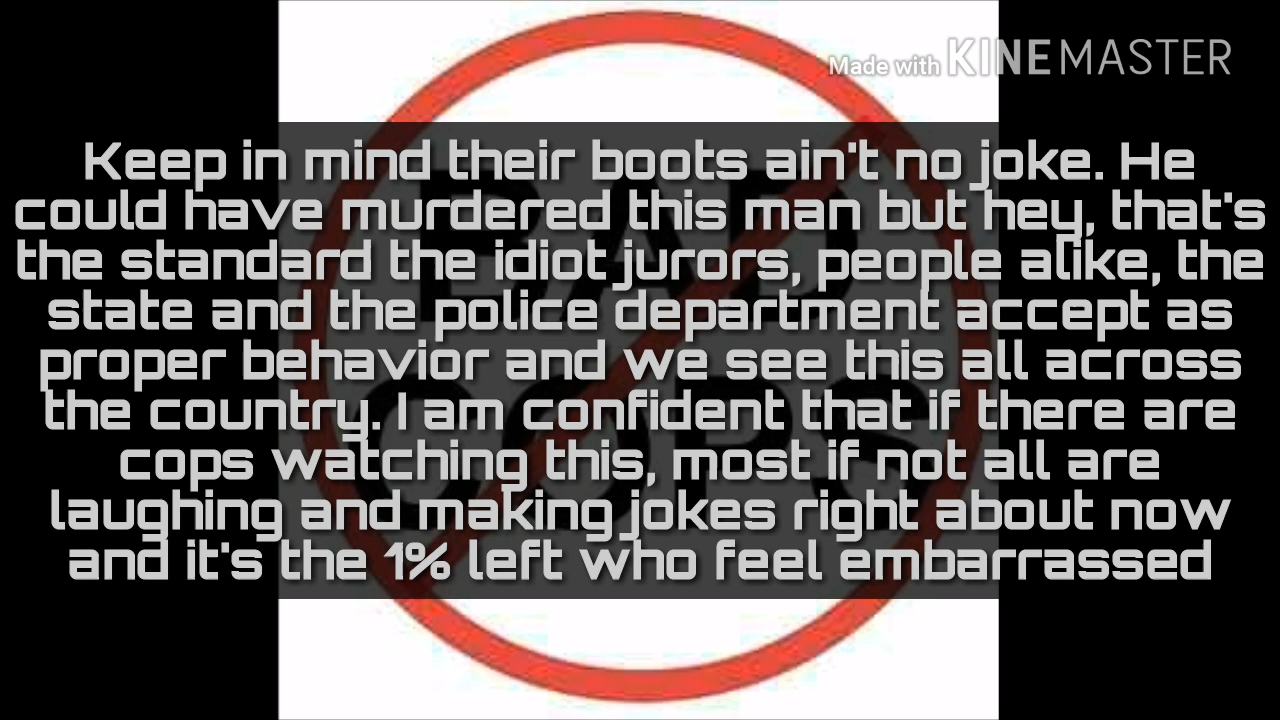 Made with KINEMASTER
Keep in mind their boots ain't no joke. He
could have murdered this man but hey, that's
the standard the idiot jurors, people alike, the
state and the police department accept as
proper behavior and we see this all across
the country. I am confident that if there are
cops watching this, most if not all are
laughing and making jokes right about now
and it's the 1% left who feel embarrassed
BAD
COPS